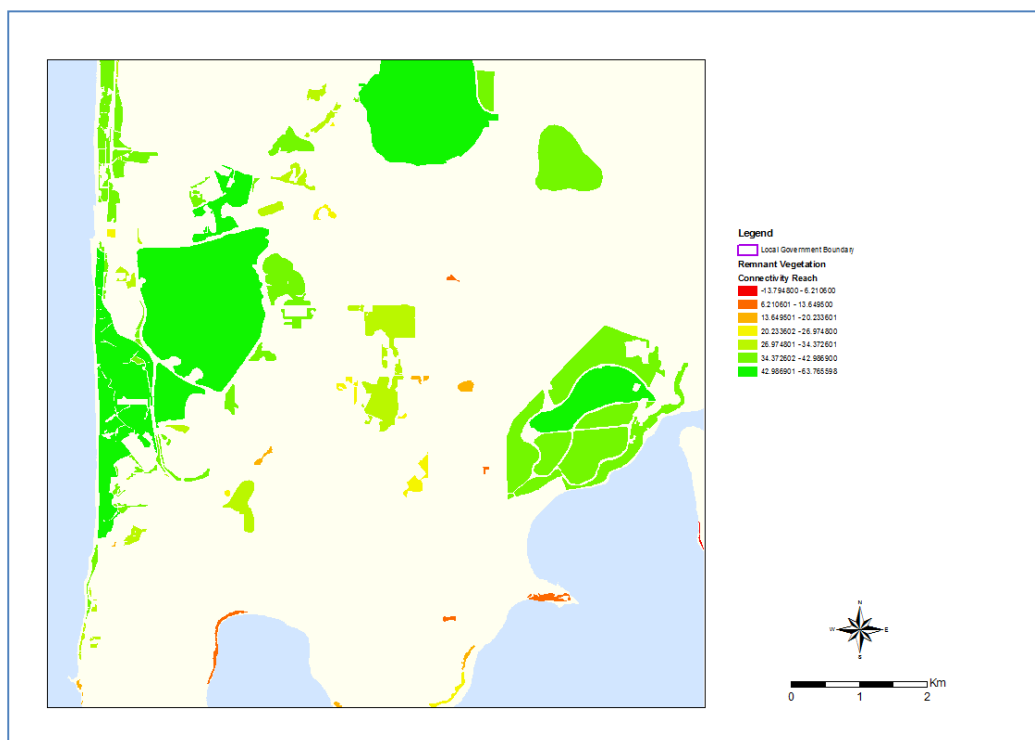 Legend
Local Government Boundary
Remnant Vegetation
Connectivity Reach
-13.794800 - 6.210600
6.210601 - 13.649500
13.649501 - 20.233601
20.233602 - 26.974800
26.974801 - 34.372601
34.372602 - 42.986900
42.986901 - 63.765598
N
W E
S
Km
0 1 2